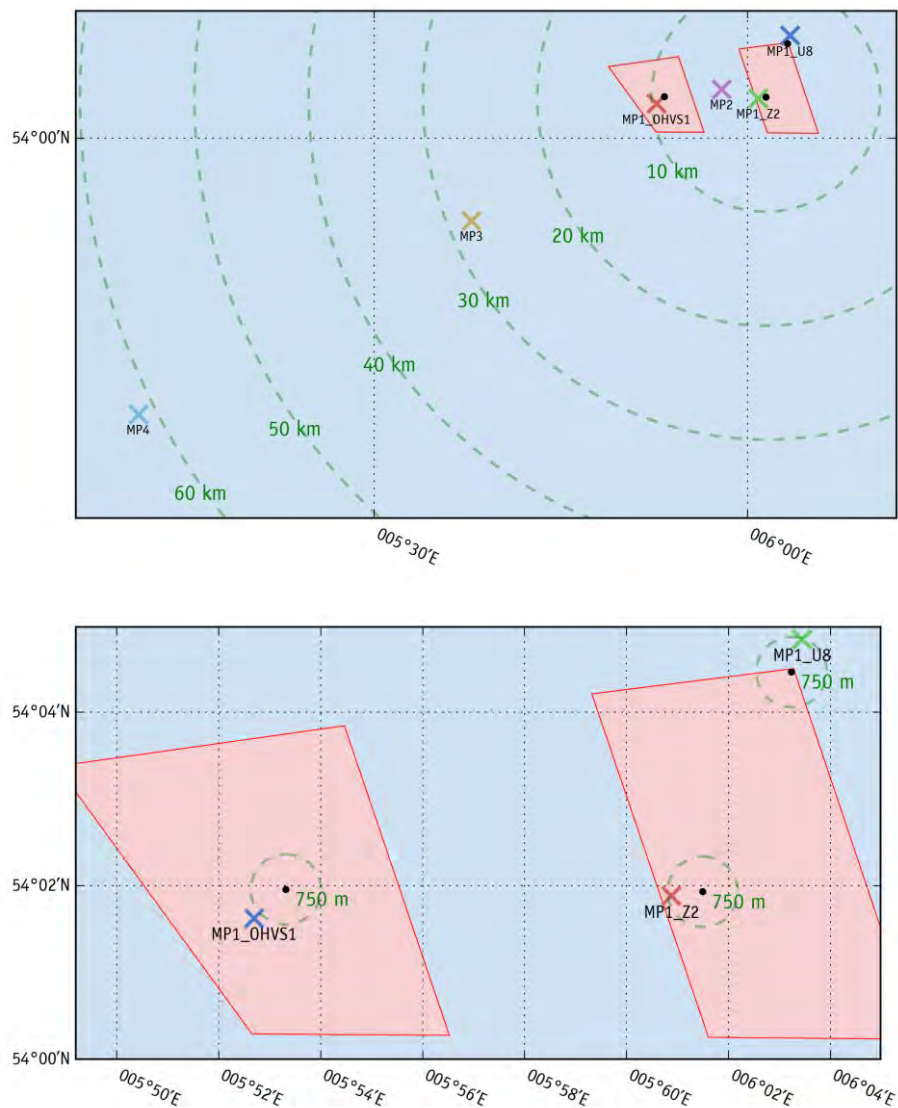 MP1_U8
MP2
MP1_Z2
MP1_OHVS1
54°00'N
10 km
MP3
20 km
30 km
40 km
MP4
50 km
60 km
005°30'E
006°00'E
MP1_U8
750 m
54°04'N
54°02'N
750 m
750 m
MP1_Z2
MP1_OHVS1
54°00'N
005°50'E
005°52'E
005°54'E
005°56'E
005°58'E
005°60'E
006°02'E
006°04'E